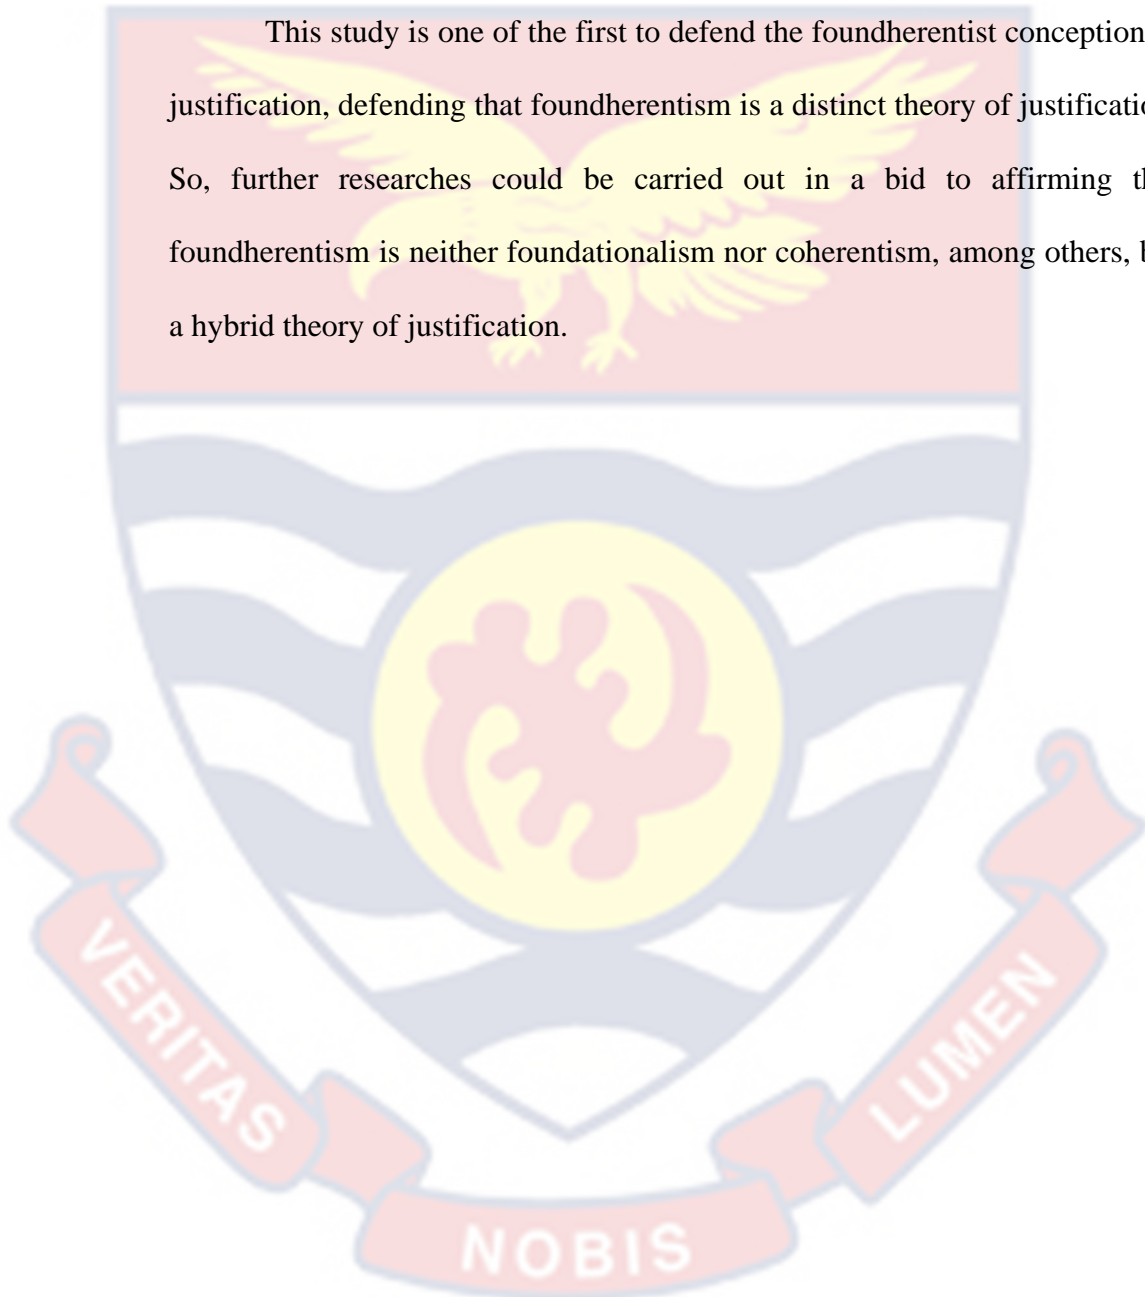 This study is one of the first to defend the foundherentist conception
justification, defending that foundherentism is a distinct theory of
So, further researches could be carried out in a bid to affirming
foundherentism is neither foundationalism nor coherentism, among others,
a hybrid theory of justification.
VERITAS
NOBIS
LUMEN